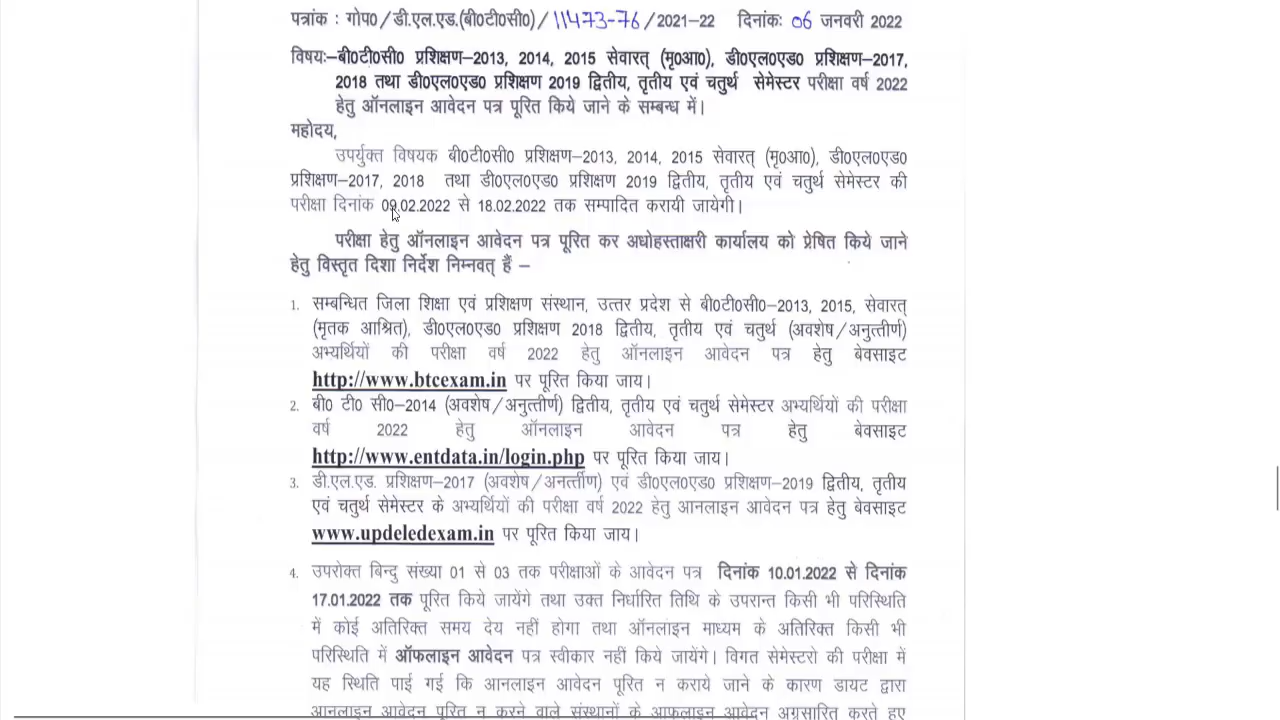 पत्रांक : गोप0/डी.एल.एड.(बी0टी0सी0)/11473-76/2021-22 दिनांकः 06 जनवरी 2022
विषयः-बी0टी0सी0 प्रशिक्षण-2013, 2014, 2015 सेवारत् (मृ0आ0), डी0एल0एड0 प्रशिक्षण-2017,
2018 तथा डी0एल0एड0 प्रशिक्षण 2019 द्वितीय, तृतीय एवं चतुर्थ सेमेस्टर परीक्षा वर्ष 2022
हेतु ऑनलाइन आवेदन पत्र पूरित किये जाने के सम्बन्ध में।
महोदय,
उपर्युक्त विषयक बी0टी0सी0 प्रशिक्षण-2013, 2014, 2015 सेवारत् (मृ0आ0), डी0एल0एड0
प्रशिक्षण-2017, 2018 तथा डी0एल0एड0 प्रशिक्षण 2019 द्वितीय, तृतीय एवं चतुर्थ सेमेस्टर की
परीक्षा दिनांक 09.02.2022 से 18.02.2022 तक सम्पादित करायी जायेगी।
परीक्षा हेतु ऑनलाइन आवेदन पत्र पूरित कर अधोहस्ताक्षरी कार्यालय को प्रेषित किये जाने
हेतु विस्तृत दिशा निर्देश निम्नवत् हैं –
1. सम्बन्धित जिला शिक्षा एवं प्रशिक्षण संस्थान, उत्तर प्रदेश से बी0टी0सी0-2013, 2015, सेवारत्
(मृतक आश्रित), डी0एल0एड0 प्रशिक्षण 2018 द्वितीय, तृतीय एवं चतुर्थ (अवशेष/अनुत्तीर्ण)
अभ्यर्थियों की परीक्षा वर्ष 2022 हेतु ऑनलाइन आवेदन पत्र हेतु बेवसाइट
http://www.btcexam.in पर पूरित किया जाय।
2. बी0 टी0 सी0-2014 (अवशेष/अनुत्तीर्ण) द्वितीय, तृतीय एवं चतुर्थ सेमेस्टर अभ्यर्थियों की परीक्षा
वर्ष 2022 हेतु ऑनलाइन आवेदन पत्र हेतु बेवसाइट
http://www.entdata.in/login.php पर पूरित किया जाय।
3. डी.एल.एड. प्रशिक्षण-2017 (अवशेष/अनर्त्तीण) एवं डी0एल0एड0 प्रशिक्षण-2019 द्वितीय, तृतीय
एवं चतुर्थ सेमेस्टर के अभ्यर्थियों की परीक्षा वर्ष 2022 हेतु आनलाइन आवेदन पत्र हेतु बेवसाइट
www.updeledexam.in पर पूरित किया जाय।
4. उपरोक्त बिन्दु संख्या 01 से 03 तक परीक्षाओं के आवेदन पत्र दिनांक 10.01.2022 से दिनांक
17.01.2022 तक पूरित किये जायेंगे तथा उक्त निर्धारित तिथि के उपरान्त किसी भी परिस्थिति
में कोई अतिरिक्त समय देय नहीं होगा तथा ऑनलाइन माध्यम के अतिरिक्त किसी भी
परिस्थिति में ऑफलाइन आवेदन पत्र स्वीकार नहीं किये जायेंगे। विगत सेमेस्टरो की परीक्षा में
यह स्थिति पाई गई कि आनलाइन आवेदन पूरित न कराये जाने के कारण डायट द्वारा
आनलाइन आवेदन पूरित न करने वाले संस्थानों के आफलाइन आवेदन अग्रसारित करते हुए